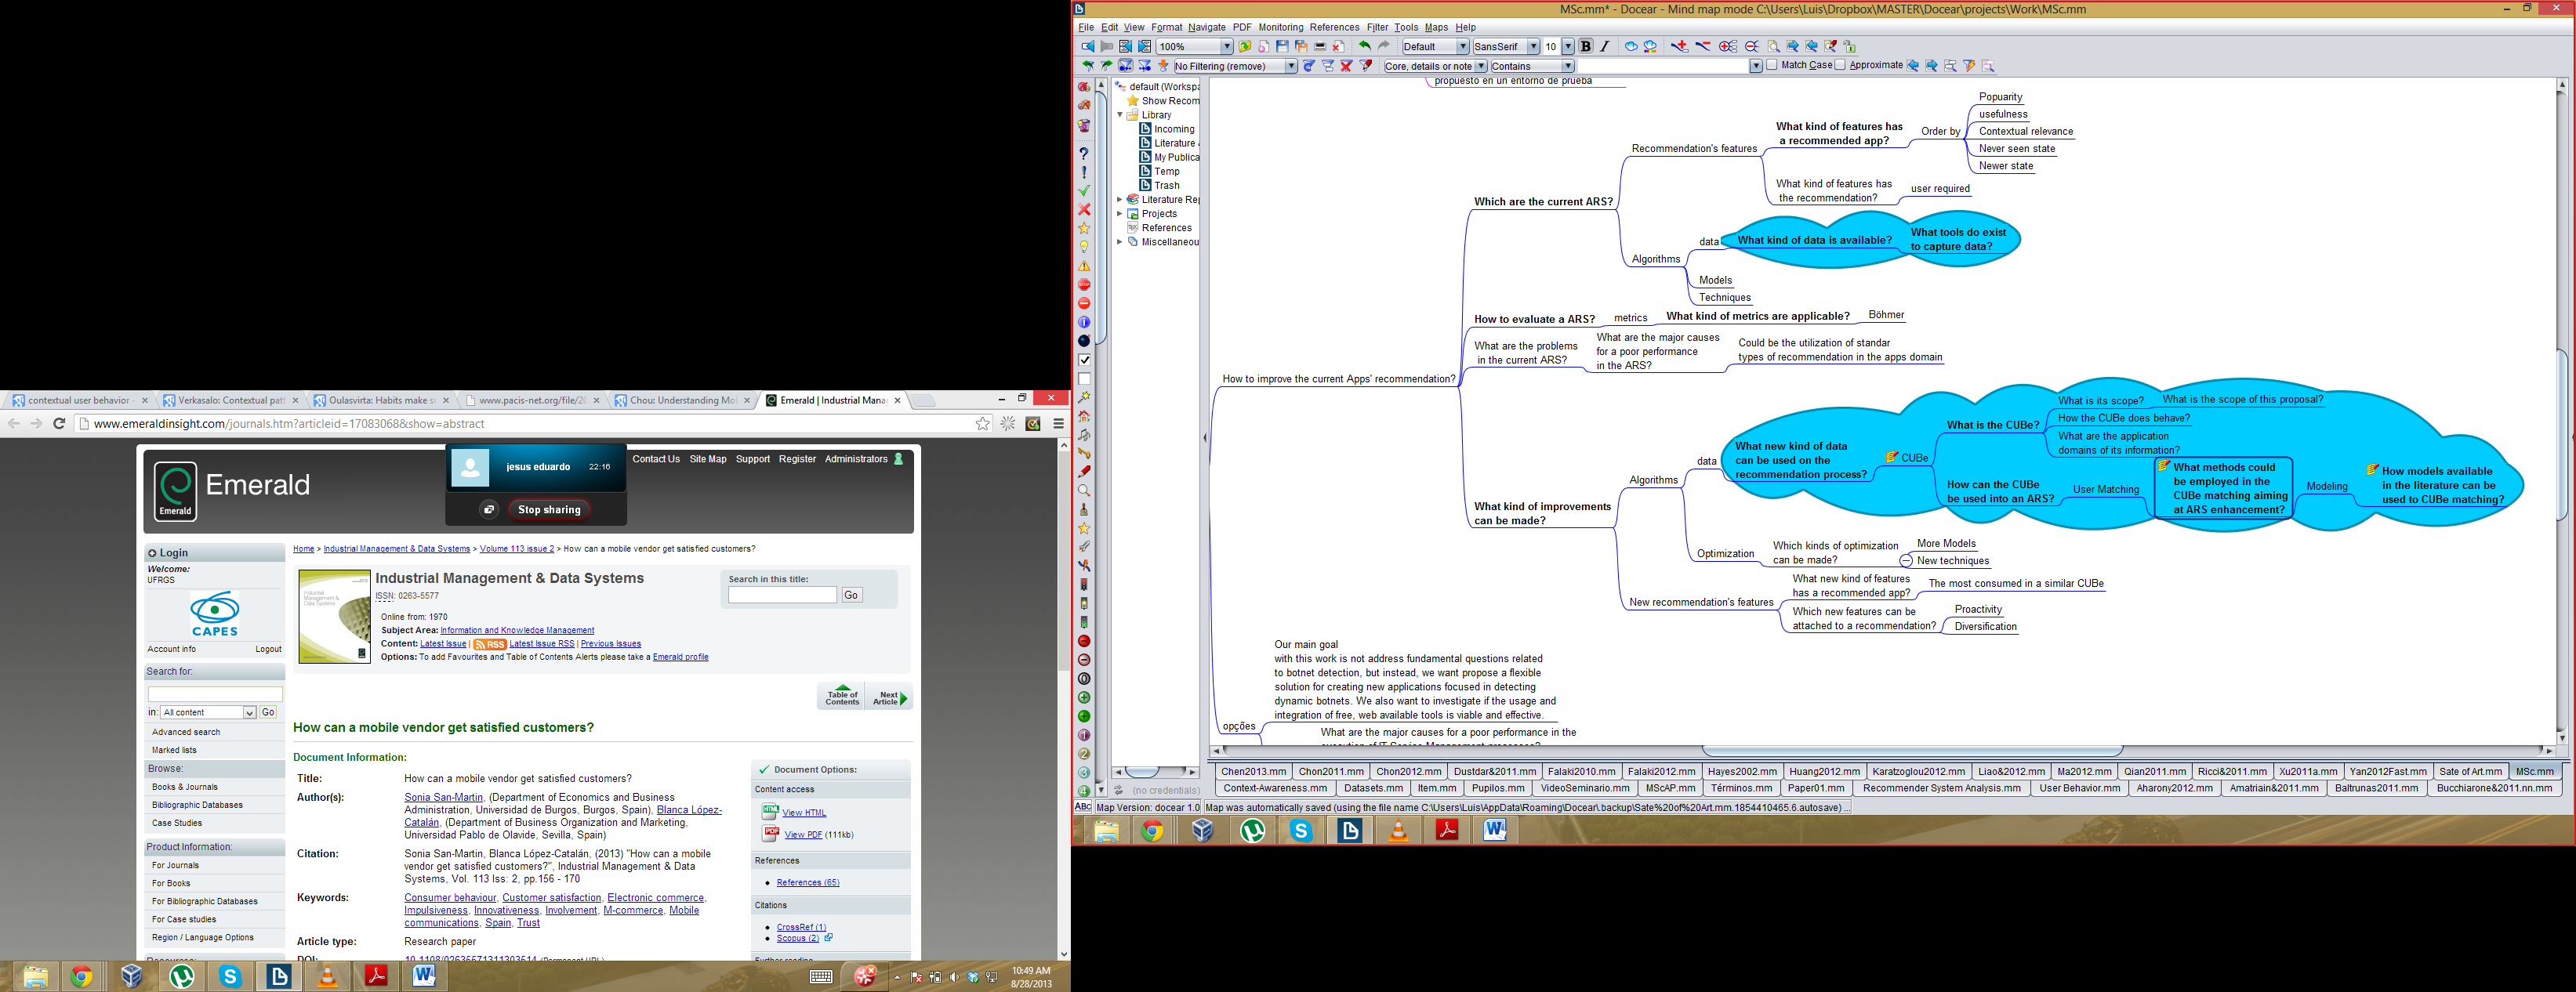 contextual user behavior -
Verkasalo: Contextual patt
Oulasvirta: Habits make s
www.pacis-net.org/file/2
Chou: Understanding Mo
Emerald | Industrial Mana
www.emeraldinsight.com/journals.htm?articleid=17083068&show=abstract
Emerald
Emerald
jesus eduardo 22:16
Stop sharing
Contact Us Site Map Support Register Administrators
Login
Welcome:
UFRGS
CAPES
Account info Logout
Search for:
in: All content Go
Advanced search
Marked lists
Browse:
Books & Journals
Bibliographic Databases
Case Studies
Product Information:
For Journals
For Books
For Bibliographic Databases
For Case studies
Region / Language Options
Home > Industrial Management & Data Systems > Volume 113 issue 2 > How can a mobile vendor get satisfied customers?
Industrial Management & Data Systems
ISSN: 0263-5577
Online from: 1970
Subject Area: Information and Knowledge Management
Content: Latest Issue | RSS Latest Issue RSS | Previous Issues
Options: To add Favourites and Table of Contents Alerts please take a Emerald profile
Search in this title:
Go
Table of Contents
Next Article
How can a mobile vendor get satisfied customers?
Document Information:
Title: How can a mobile vendor get satisfied customers?
Author(s): Sonia San-Martin, (Department of Economics and Business
Administration, Universidad de Burgos, Burgos, Spain), Blanca López-
Catalán, (Department of Business Organization and Marketing,
Universidad Pablo de Olavide, Sevilla, Spain)
Citation: Sonia San-Martin, Blanca López-Catalán, (2013) "How can a mobile
vendor get satisfied customers?", Industrial Management & Data
Systems, Vol. 113 Iss: 2, pp.156 - 170
Keywords: Consumer behaviour, Customer satisfaction, Electronic commerce,
Impulsiveness, Innovativeness, Involvement, M-commerce, Mobile
communications, Spain, Trust
Article type: Research paper
DOI: 10.1108/02635571311303514 (Permanent URL)
Document Options:
Content access
View HTML
View PDF (111kb)
References
References (65)
Citations
CrossRef (1)
Scopus (2)
Further reading
10:49 AM
8/28/2013
MSc.mm* - Docear - Mind map mode C:\Users\Luis\Dropbox\MASTER\Docear\projects\Work\MSc.mm
File Edit View Format Navigate PDF Monitoring References Filter Tools Maps Help
100% Default SansSerif 10 B I
No Filtering (remove) Core, details or note Contains Match Case Approximate
default (Workspa
Show Recom
Library
Incoming
Literature
My Publica
Temp
Trash
Literature Rep
Projects
References
Miscellaneou
propuesto en un entorno de prueba
How to improve the current Apps' recommendation?
Which are the current ARS?
Recommendation's features
What kind of features has
a recommended app?
Order by
Popuarity
usefulness
Contextual relevance
Never seen state
Newer state
What kind of features has
the recommendation?
user required
Algorithms
data
What kind of data is available?
What tools do exist
to capture data?
Models
Techniques
How to evaluate a ARS?
metrics
What kind of metrics are applicable?
Böhmer
What are the problems
in the current ARS?
What are the major causes
for a poor performance
in the ARS?
Could be the utilization of standar
types of recommendation in the apps domain
What kind of improvements
can be made?
Algorithms
data
What new kind of data
can be used on the
recommendation process?
CUBe
What is the CUBe?
What is its scope?
What is the scope of this proposal?
How the CUBe does behave?
What are the application
domains of its information?
How can the CUBe
be used into an ARS?
User Matching
What methods could
be employed in the
CUBe matching aiming
at ARS enhancement?
Modeling
How models available
in the literature can be
used to CUBe matching?
Optimization
Which kinds of optimization
can be made?
More Models
New techniques
New recommendation's features
What new kind of features
has a recommended app?
The most consumed in a similar CUBe
Which new features can be
attached to a recommendation?
Proactivity
Diversification
opções
Our main goal
with this work is not address fundamental questions related
to botnet detection, but instead, we want propose a flexible
solution for creating new applications focused in detecting
dynamic botnets. We also want to investigate if the usage and
integration of free, web available tools is viable and effective.
What are the major causes for a poor performance in the
execution of IT Service Management processes?
Chen2013.mm Chon2011.mm Chon2012.mm Dustdar&2011.mm Falaki2010.mm Falaki2012.mm Hayes2002.mm Huang2012.mm Karatzoglou2012.mm Liao&2012.mm Ma2012.mm Qian2011.mm Ricci&2011.mm Xu2011a.mm Yan2012Fast.mm Sate of Art.mm MSc.mm
Context-Awareness.mm Datasets.mm Item.mm Pupilos.mm VideoSeminario.mm MScAP.mm Términos.mm Paper01.mm Recommender System Analysis.mm User Behavior.mm Aharony2012.mm Amatriain&2011.mm Baltrunas2011.mm Bucchiarone&2011.nn.mm
(no credentials)
Map Version: docear 1.0 Map was automatically saved (using the file name C:\Users\Luis\AppData\Roaming\Docear\.backup\Sate%20of%20Art.mm.1854410465.6.autosave) ...